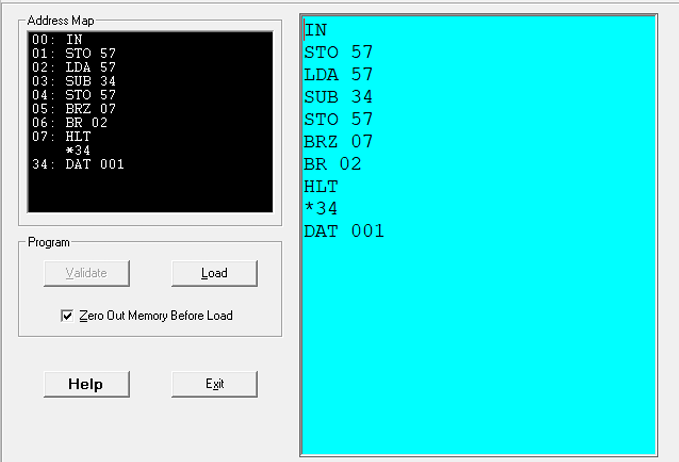 Address Map
00: IN
01: STO 57
02: LDA 57
03: SUB 34
04: STO 57
05: BRZ 07
06: BR 02
07: HLT
*34
34: DAT 001
Program
Validate
Load
Zero Out Memory Before Load
Help
Exit
IN
STO 57
LDA 57
SUB 34
STO 57
BRZ 07
BR 02
HLT
*34
DAT 001